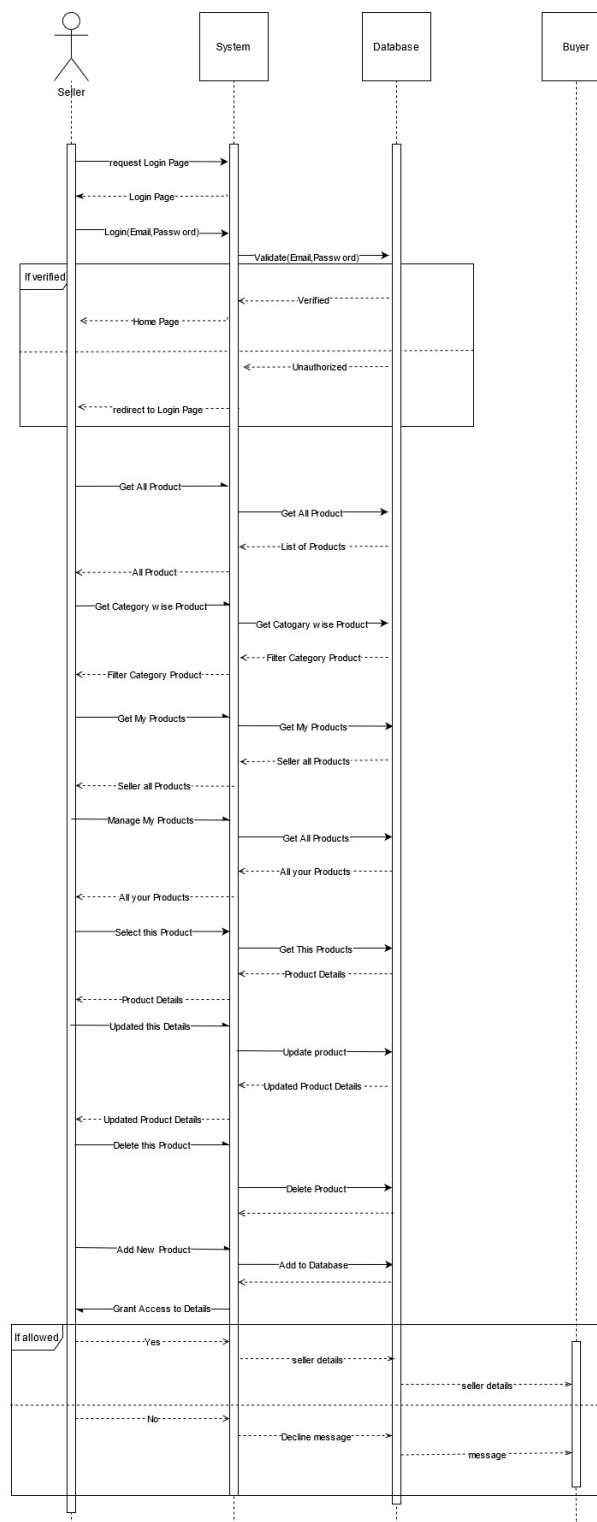 System
Database
Buyer
Seller
request Login Page
Login Page
Login(Email,Password)
Validate(Email,Password)
If verified
Verified
Home Page
Unauthorized
redirect to Login Page
Get All Product
Get All Product
List of Products
All Product
Get Category wise Product
Get Catogary wise Product
Filter Category Product
Filter Category Product
Get My Products
Get My Products
Seller all Products
Seller all Products
Manage My Products
Get All Products
All your Products
All your Products
Select this Product
Get This Products
Product Details
Product Details
Updated this Details
Update product
Updated Product Details
Updated Product Details
Delete this Product
Delete Product
Add New Product
Add to Database
Grant Access to Details
If allowed
Yes
seller details
seller details
No
Decline message
message